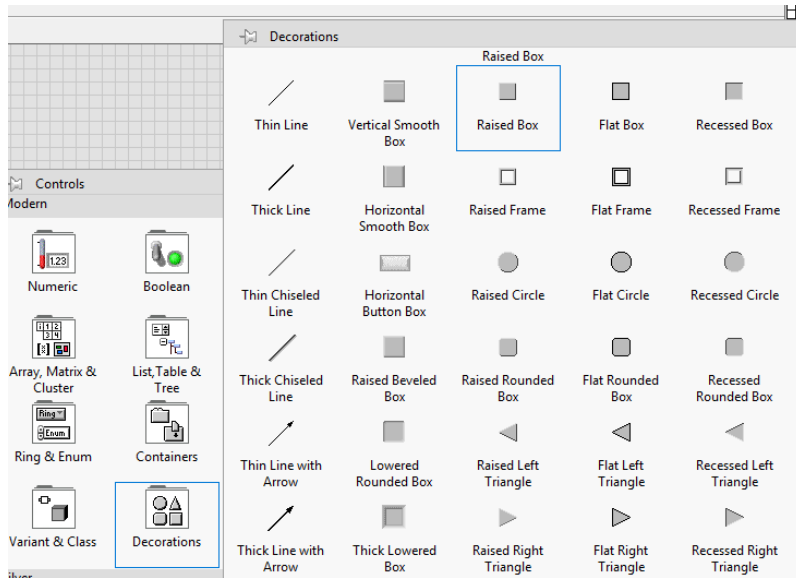 Decorations
Raised Box
Thin Line
Vertical Smooth
Box
Raised Box
Flat Box
Recessed Box
Thick Line
Horizontal
Smooth Box
Raised Frame
Flat Frame
Recessed Frame
Thin Chiseled
Line
Horizontal
Button Box
Raised Circle
Flat Circle
Recessed Circle
Thick Chiseled
Line
Raised Beveled
Box
Raised Rounded
Box
Flat Rounded
Box
Recessed
Rounded Box
Thin Line with
Arrow
Lowered
Rounded Box
Raised Left
Triangle
Flat Left
Triangle
Recessed Left
Triangle
Thick Line with
Arrow
Thick Lowered
Box
Raised Right
Triangle
Flat Right
Triangle
Recessed Right
Triangle
Controls
Modern
1.23
Numeric
Boolean
1 2
3 4
Array, Matrix &
Cluster
List, Table &
Tree
Ring
Enum
Ring & Enum
Containers
Variant & Class
Decorations